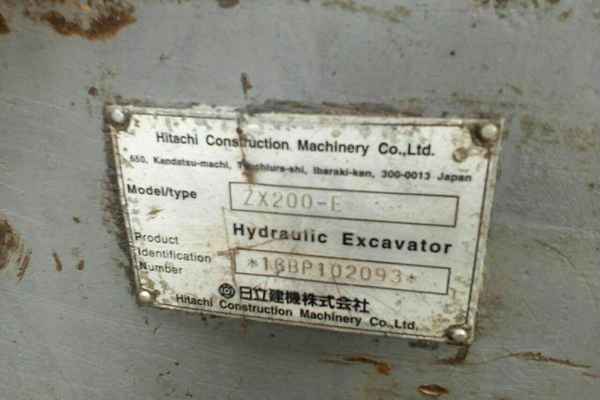 Hitachi Construction Machinery Co.,Ltd.
650, Kandatsu-machi, Tsuchiura-shi, Ibaraki-ken, 300-0013 Japan
Model/type ZX200-E
Hydraulic Excavator
Product
Identification
Number *1BBP102093*
日立建機株式会社
Hitachi Construction Machinery Co.,Ltd.